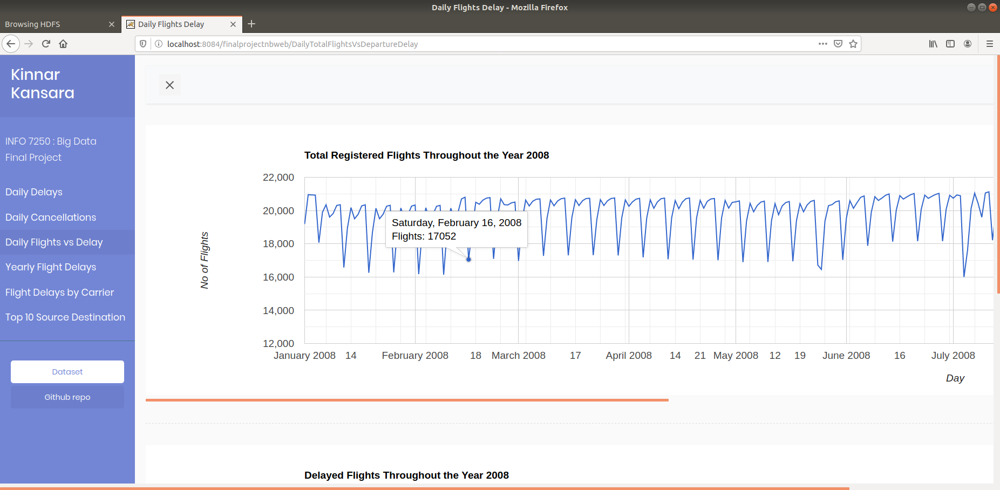 Daily Flights Delay - Mozilla Firefox
Browsing HDFS
Daily Flights Delay
localhost:8084/finalprojectnbweb/DailyTotalFlightsVsDepartureDelay
Kinnar
Kansara
INFO 7250 : Big Data
Final Project
Daily Delays
Daily Cancellations
Daily Flights vs Delay
Yearly Flight Delays
Flight Delays by Carrier
Top 10 Source Destination
Dataset
Github repo
Total Registered Flights Throughout the Year 2008
22,000
20,000
18,000
16,000
14,000
12,000
No of Flights
Saturday, February 16, 2008
Flights: 17052
January 2008 14 February 2008 18 March 2008 17 April 2008 14 21 May 2008 12 19 June 2008 16 July 2008
Day
Delayed Flights Throughout the Year 2008